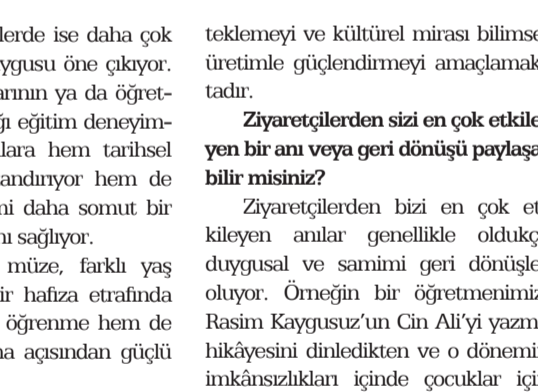 lerde ise daha çok
ygusu öne çıkıyor.
arının ya da öğret-
ğı eğitim deneyim-
lara hem tarihsel
andırıyor hem de
ni daha somut bir
nı sağlıyor.
müze, farklı yaş
ir hafıza etrafında
öğrenme hem de
na açısından güçlü
teklemeyi ve kültürel mirası bilimse
üretimle güçlendirmeyi amaçlamak
tadır.
Ziyaretçilerden sizi en çok etkile
yen bir anı veya geri dönüşü paylaşa
bilir misiniz?
Ziyaretçilerden bizi en çok et
kileyen anılar genellikle oldukç
duygusal ve samimi geri dönüşle
oluyor. Örneğin bir öğretmenimiz
Rasim Kaygusuz’un Cin Ali’yi yazm
hikâyesini dinledikten ve o dönemi
imkânsızlıkları içinde çocuklar içi